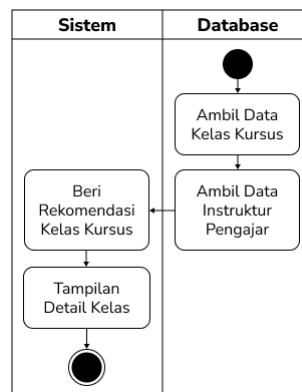 Sistem
Database
Ambil Data
Kelas Kursus
Ambil Data
Instruktur
Pengajar
Beri
Rekomendasi
Kelas Kursus
Tampilan
Detail Kelas